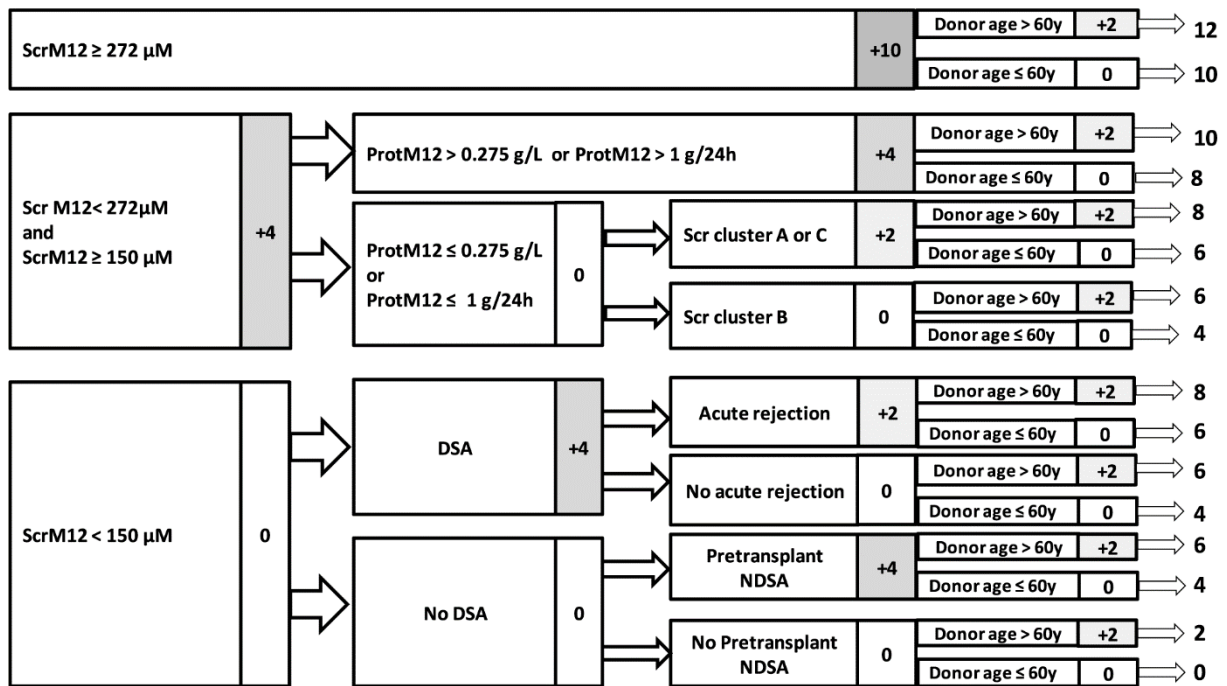 ScrM12 ≥ 272 µM
+10
Donor age > 60y +2 12
Donor age ≤ 60y 0 10
Scr M12< 272µM
and
ScrM12 ≥ 150 µM
+4
ProtM12 > 0.275 g/L or ProtM12 > 1 g/24h
+4
Donor age > 60y +2 10
Donor age ≤ 60y 0 8
ProtM12 ≤ 0.275 g/L
or
ProtM12 ≤ 1 g/24h
0
Scr cluster A or C
+2
Donor age > 60y +2 8
Donor age ≤ 60y 0 6
Scr cluster B
0
Donor age > 60y +2 6
Donor age ≤ 60y 0 4
ScrM12 < 150 µM
0
DSA
+4
Acute rejection
+2
Donor age > 60y +2 8
Donor age ≤ 60y 0 6
No acute rejection
0
Donor age > 60y +2 6
Donor age ≤ 60y 0 4
No DSA
0
Pretransplant
NDSA
+4
Donor age > 60y +2 6
Donor age ≤ 60y 0 4
No Pretransplant
NDSA
0
Donor age > 60y +2 2
Donor age ≤ 60y 0 0